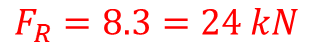 F_R = 8.3 = 24 kN